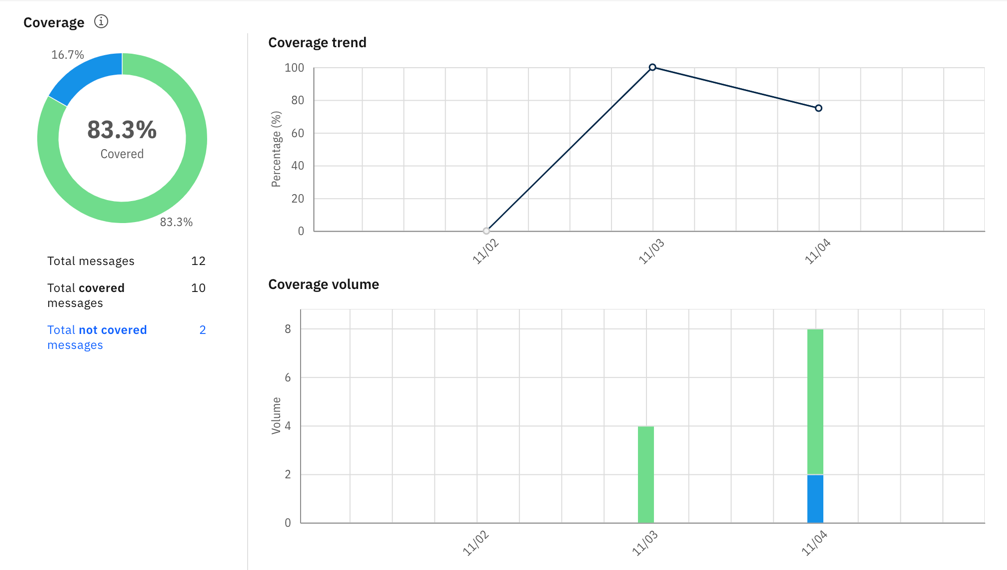 Coverage
16.7%
83.3%
Covered
83.3%
Total messages 12
Total covered 10
messages
Total not covered 2
messages
Coverage trend
Percentage (%)
100
80
60
40
20
0
11/02 11/03 11/04
Coverage volume
Volume
8
6
4
2
0
11/02 11/03 11/04